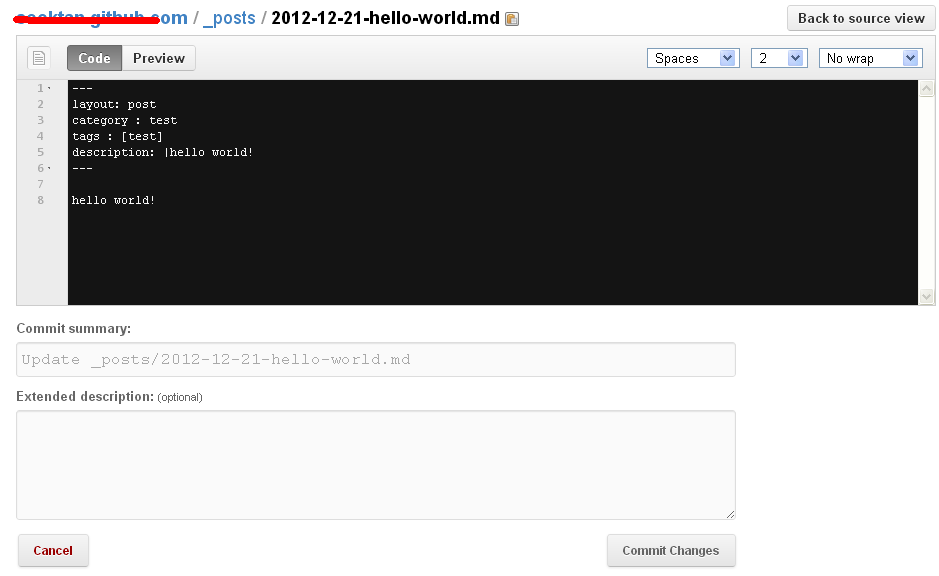 com / _posts / 2012-12-21-hello-world.md
Back to source view
Code Preview Spaces 2 No wrap
1 ---
2 layout: post
3 category : test
4 tags : [test]
5 description: |hello world!
6 ---
7
8 hello world!
Commit summary:
Update _posts/2012-12-21-hello-world.md
Extended description: (optional)
Cancel Commit Changes